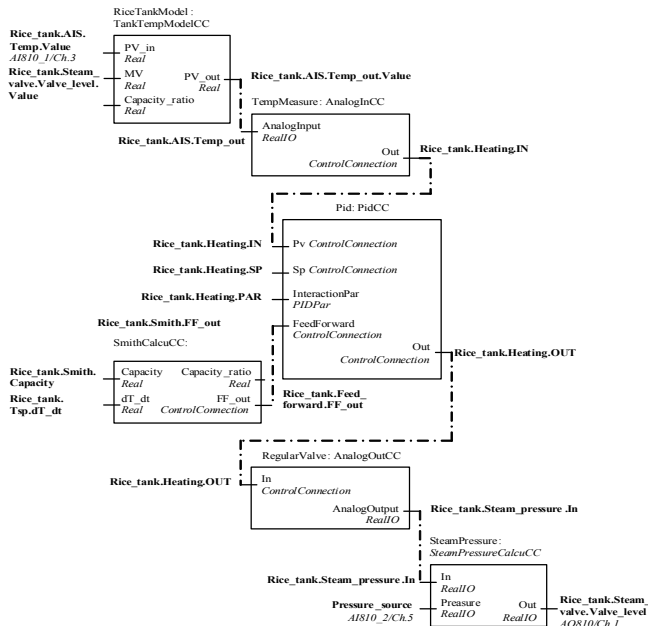 RiceTankModel :
TankTempModelCC
Rice_tank.AIS.
Temp.Value
AI810_1/Ch.3
PV_in
Real
Rice_tank.Steam_
valve.Valve_level.
Value
MV
Real
PV_out
Real
Capacity_ratio
Real
Rice_tank.AIS.Temp_out.Value
TempMeasure: AnalogInCC
Rice_tank.AIS.Temp_out
AnalogInput
RealIO
Out
ControlConnection
Rice_tank.Heating.IN
Pid: PidCC
Rice_tank.Heating.IN
Pv ControlConnection
Rice_tank.Heating.SP
Sp ControlConnection
Rice_tank.Heating.PAR
InteractionPar
PIDPar
Rice_tank.Smith.FF_out
FeedForward
ControlConnection
Out
ControlConnection
Rice_tank.Heating.OUT
SmithCalcuCC:
Rice_tank.Smith.
Capacity
Capacity
Real
Capacity_ratio
Real
Rice_tank.
Tsp.dT_dt
dT_dt
Real
FF_out
ControlConnection
Rice_tank.Feed_
forward.FF_out
RegularValve: AnalogOutCC
Rice_tank.Heating.OUT
In
ControlConnection
AnalogOutput
RealIO
Rice_tank.Steam_pressure .In
SteamPressure:
SteamPressureCalcuCC
Rice_tank.Steam_pressure .In
In
RealIO
Pressure_source
AI810_2/Ch.5
Preasure
RealIO
Out
RealIO
Rice_tank.Steam_
valve.Valve_level
AO810/Ch.1